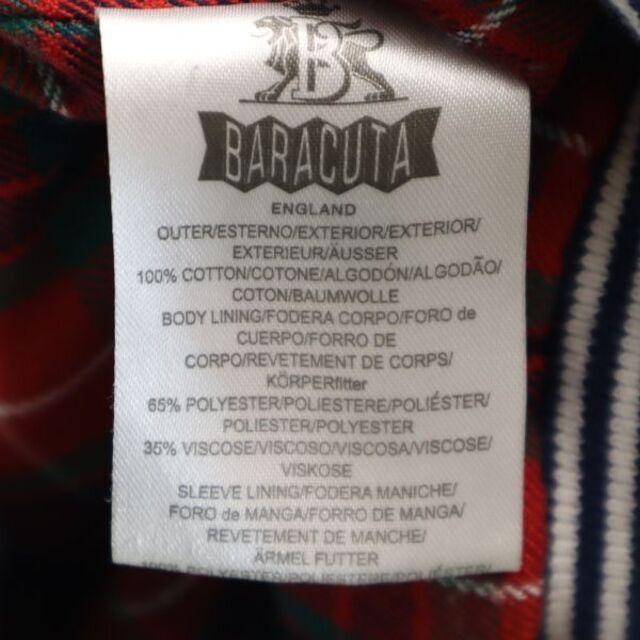 B
BARACUTA
ENGLAND
OUTER/ESTERNO/EXTERIOR/EXTERIOR/
EXTERIEUR/ÄUSSER
100% COTTON/COTONE/ALGODÓN/ALGODÃO/
COTON/BAUMWOLLE
BODY LINING/FODERA CORPO/FORO de
CUERPO/FORRO DE
CORPO/REVETEMENT DE CORPS/
KÖRPERfitter
65% POLYESTER/POLIESTERE/POLIÉSTER/
POLIESTER/POLYESTER
35% VISCOSE/VISCOSO/VISCOSA/VISCOSE/
VISKOSE
SLEEVE LINING/FODERA MANICHE/
FORO de MANGA/FORRO DE MANGA/
REVETEMENT DE MANCHE/
ÄRMEL FUTTER